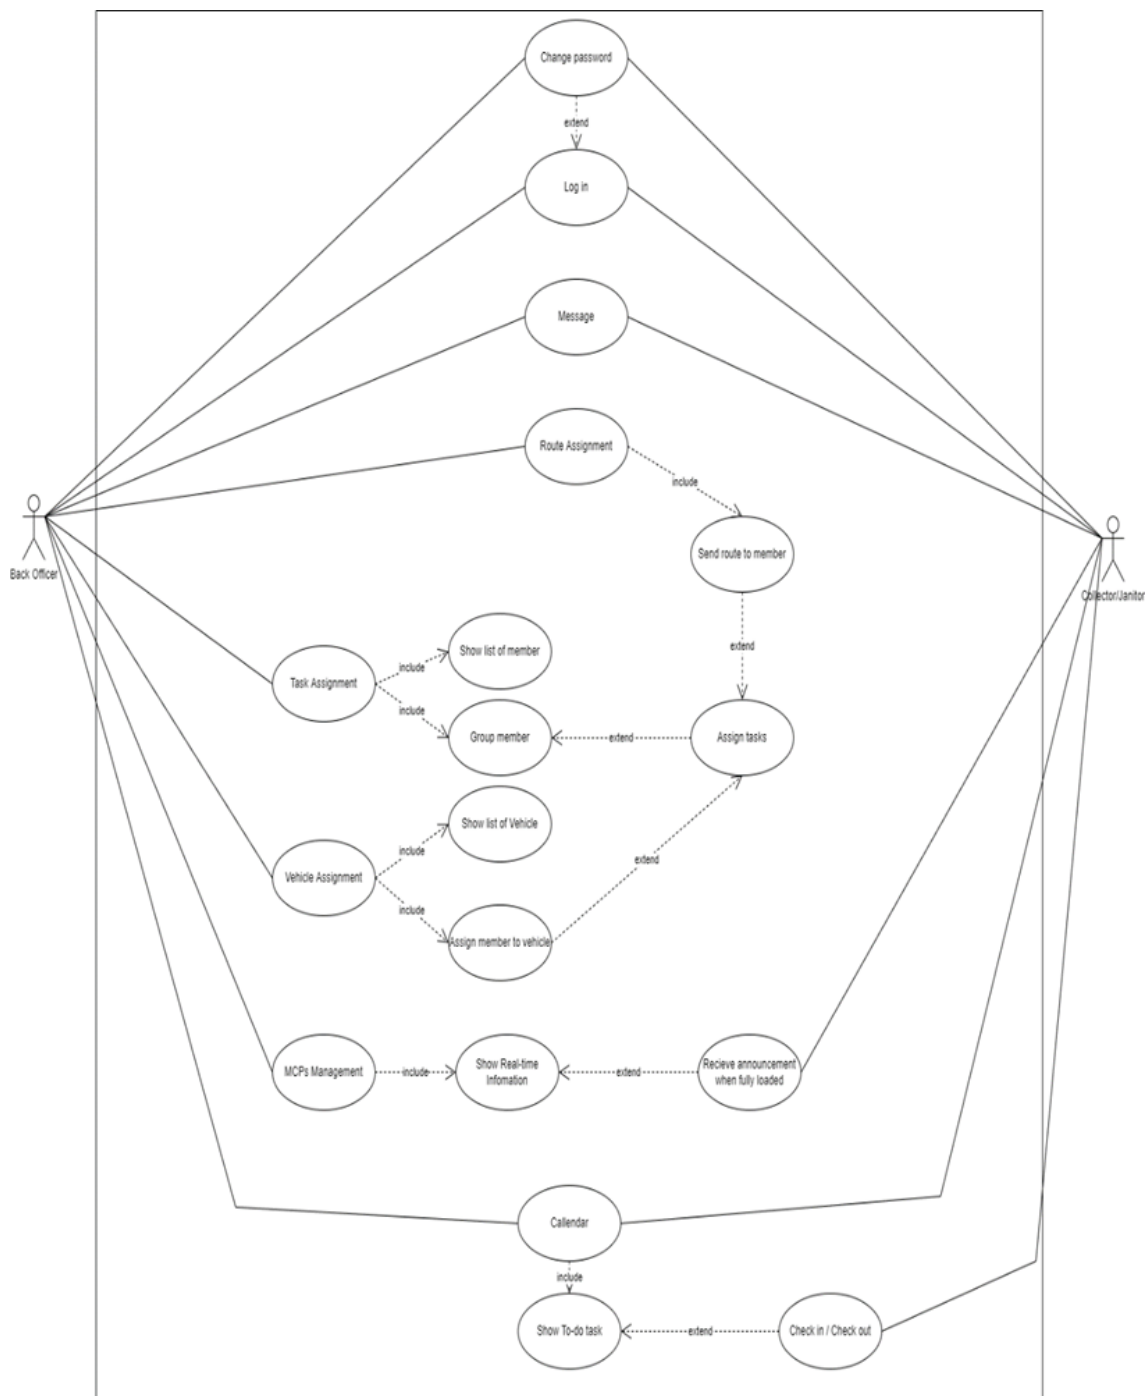 Change password
extend
Log in
Message
Route Assignment
include
Send route to member
Back Officer
Collector/Janitor
extend
Show list of member
include
Task Assignment
include
Group member
extend
Assign tasks
Show list of Vehicle
include
extend
Vehicle Assignment
include
Assign member to vehicle
MCPs Management
include
Show Real-time
Infomation
extend
Recieve announcement
when fully loaded
Callendar
include
Show To-do task
extend
Check in / Check out